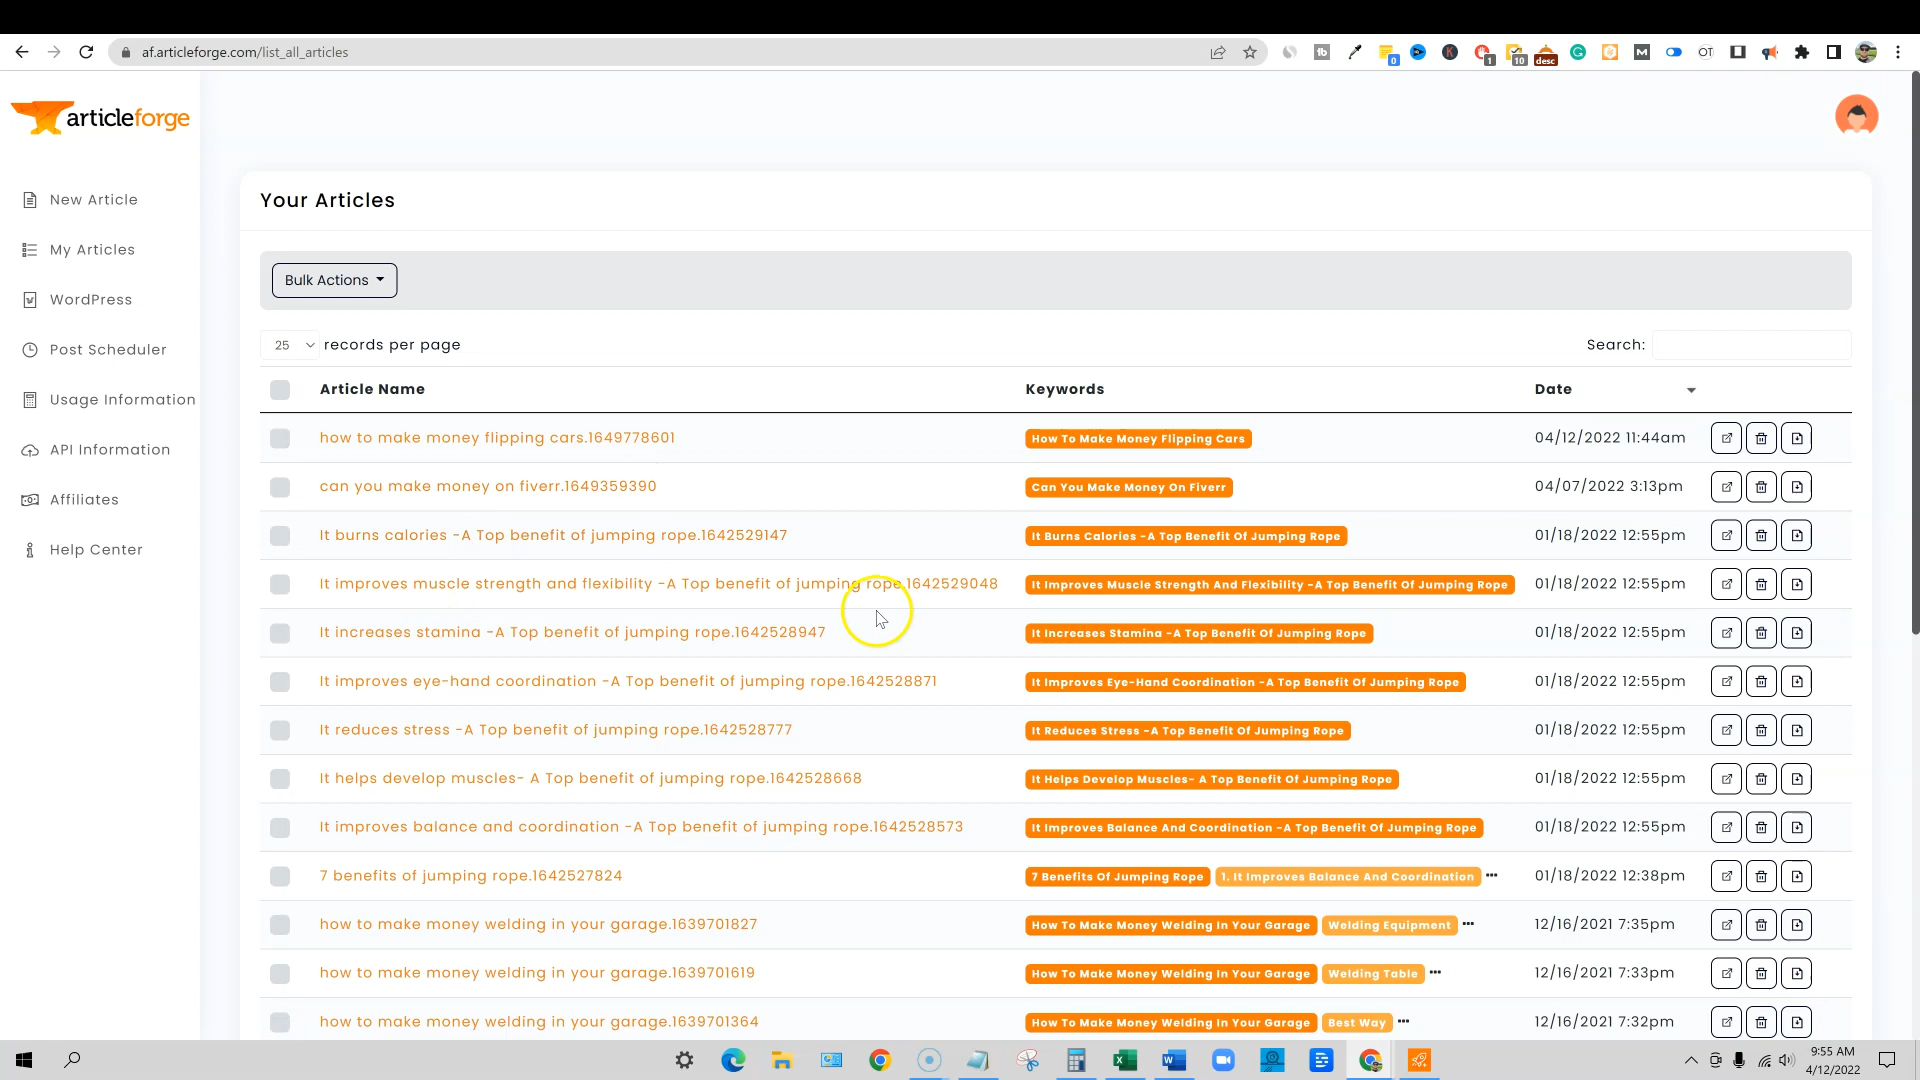 af.articleforge.com/list_all_articles
0
1
10
desc
articleforge
New Article
My Articles
WordPress
Post Scheduler
Usage Information
API Information
Affiliates
Help Center
Your Articles
Bulk Actions
25 records per page
Search:
Article Name Keywords Date
how to make money flipping cars.1649778601 How To Make Money Flipping Cars 04/12/2022 11:44am
can you make money on fiverr.1649359390 Can You Make Money On Fiverr 04/07/2022 3:13pm
It burns calories -A Top benefit of jumping rope.1642529147 It Burns Calories -A Top Benefit Of Jumping Rope 01/18/2022 12:55pm
It improves muscle strength and flexibility -A Top benefit of jumping rope.1642529048 It Improves Muscle Strength And Flexibility -A Top Benefit Of Jumping Rope 01/18/2022 12:55pm
It increases stamina -A Top benefit of jumping rope.1642528947 It Increases Stamina -A Top Benefit Of Jumping Rope 01/18/2022 12:55pm
It improves eye-hand coordination -A Top benefit of jumping rope.1642528871 It Improves Eye-Hand Coordination -A Top Benefit Of Jumping Rope 01/18/2022 12:55pm
It reduces stress -A Top benefit of jumping rope.1642528777 It Reduces Stress -A Top Benefit Of Jumping Rope 01/18/2022 12:55pm
It helps develop muscles- A Top benefit of jumping rope.1642528668 It Helps Develop Muscles- A Top Benefit Of Jumping Rope 01/18/2022 12:55pm
It improves balance and coordination -A Top benefit of jumping rope.1642528573 It Improves Balance And Coordination -A Top Benefit Of Jumping Rope 01/18/2022 12:55pm
7 benefits of jumping rope.1642527824 7 Benefits Of Jumping Rope 1. It Improves Balance And Coordination ... 01/18/2022 12:38pm
how to make money welding in your garage.1639701827 How To Make Money Welding In Your Garage Welding Equipment ... 12/16/2021 7:35pm
how to make money welding in your garage.1639701619 How To Make Money Welding In Your Garage Welding Table ... 12/16/2021 7:33pm
how to make money welding in your garage.1639701364 How To Make Money Welding In Your Garage Best Way ... 12/16/2021 7:32pm
9:55 AM
4/12/2022